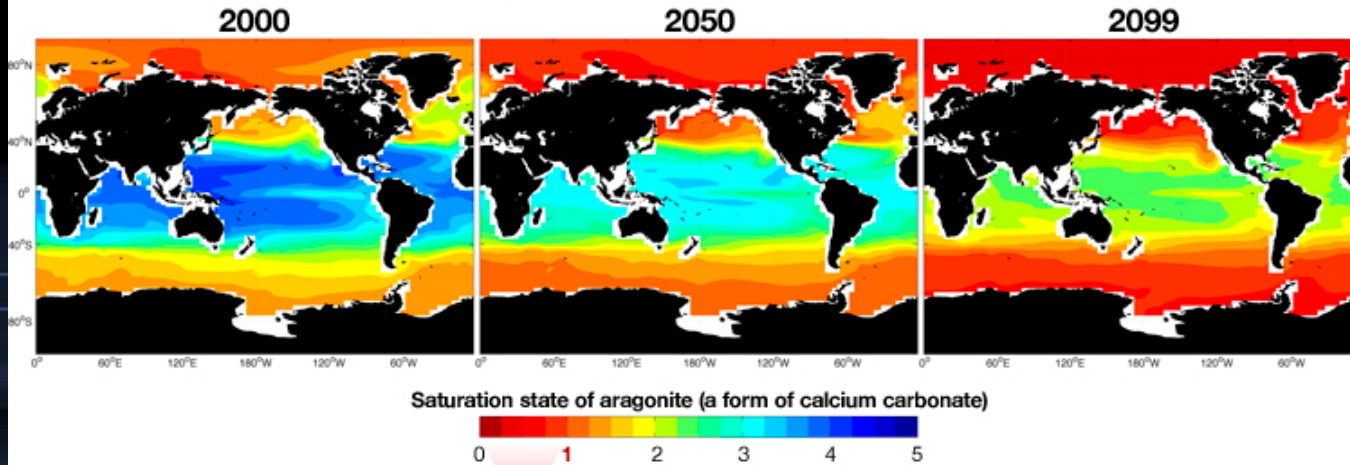 2000 2050 2099
80°N
40°N
0°
40°S
80°S
0° 60°E 120°E 180°W 120°W 60°W 0° 60°E 120°E 180°W 120°W 60°W 0° 60°E 120°E 180°W 120°W 60°W
Saturation state of aragonite (a form of calcium carbonate)
0 1 2 3 4 5